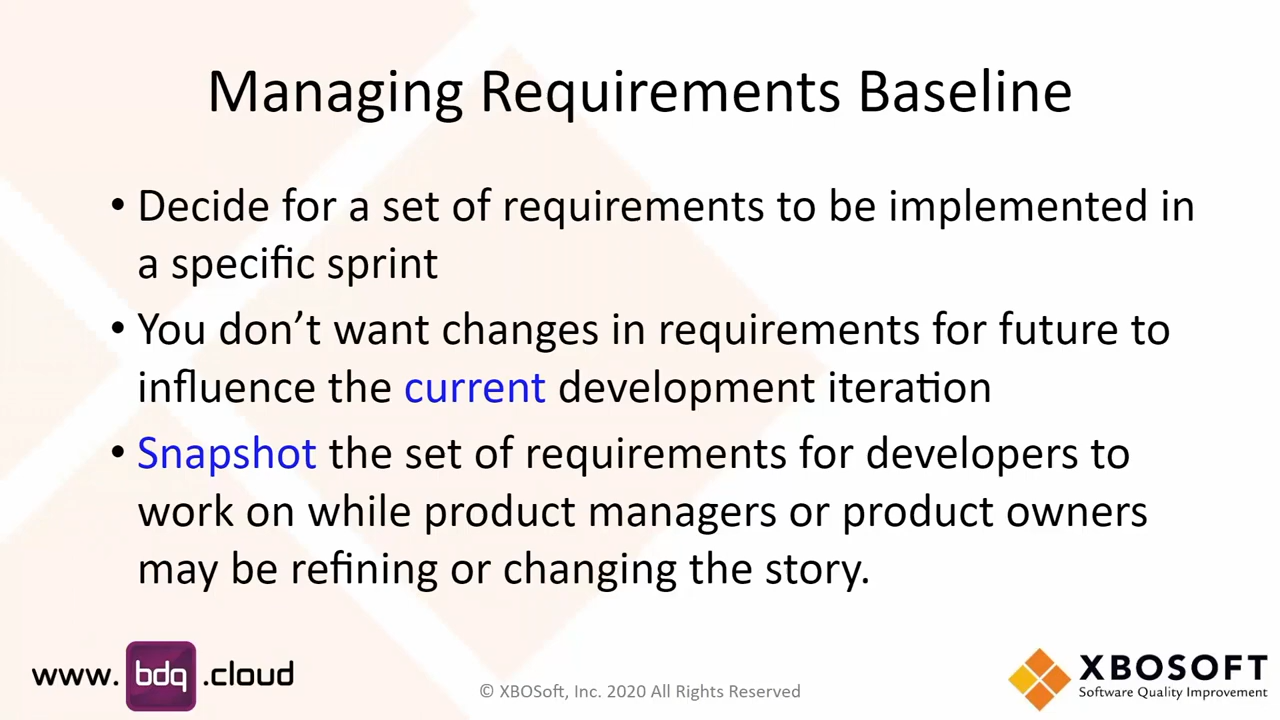 Managing Requirements Baseline
• Decide for a set of requirements to be implemented in
a specific sprint
• You don’t want changes in requirements for future to
influence the current development iteration
• Snapshot the set of requirements for developers to
work on while product managers or product owners
may be refining or changing the story.
www.bdq.cloud
© XBOSoft, Inc. 2020 All Rights Reserved
XBOSOFT
Software Quality Improvement